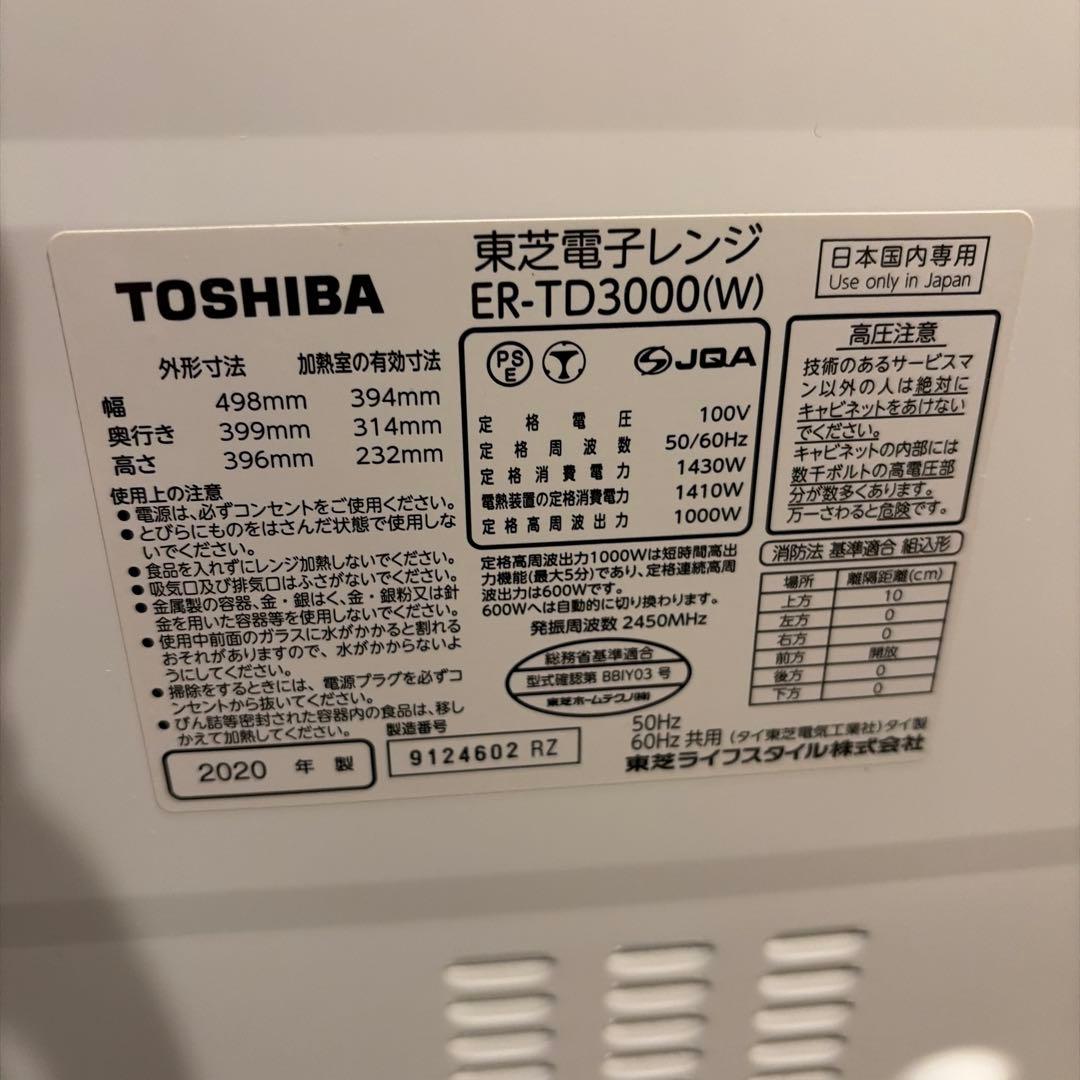 TOSHIBA
東芝電子レンジ
ER-TD3000(W)
日本国内専用
Use only in Japan
外形寸法 加熱室の有効寸法
幅 498mm 394mm
奥行き 399mm 314mm
高さ 396mm 232mm
使用上の注意
●電源は、必ずコンセントをご使用ください。
●とびらにものをはさんだ状態で使用しな
いでください。
●食品を入れずにレンジ加熱しないでください。
●吸気口及び排気口はふさがないでください。
●金属製の容器、金・銀はく、金・銀粉又は針
金を用いた容器等を使用しないでください。
●使用中前面のガラスに水がかかると割れる
おそれがありますので、水がかからないよ
うにしてください。
●掃除をするときには、電源プラグを必ずコ
ンセントから抜いてください。
●びん詰等密封された容器内の食品は、移し
かえて加熱してください。
2020 年 製
製造番号
9124602 RZ
PS
E
JQA
定格電圧 100V
定格周波数 50/60Hz
定格消費電力 1430W
電熱装置の定格消費電力 1410W
定格高周波出力 1000W
定格高周波出力1000Wは短時間高出
力機能(最大5分)であり、定格連続高周
波出力は600Wです。
600Wへは自動的に切り換わります。
発振周波数 2450MHz
総務省基準適合
型式確認第 BBIY03 号
東芝ホームテクノ(株)
高圧注意
技術のあるサービスマ
ン以外の人は絶対に
キャビネットをあけない
でください。
キャビネットの内部には
数千ボルトの高電圧部
分が数多くあります。
万一さわると危険です。
消防法 基準適合 組込形
場所 離隔距離(cm)
上方 10
左方 0
右方 0
前方 開放
後方 0
下方 0
50Hz
60Hz 共用 (タイ東芝電気工業社)タイ製
東芝ライフスタイル株式会社